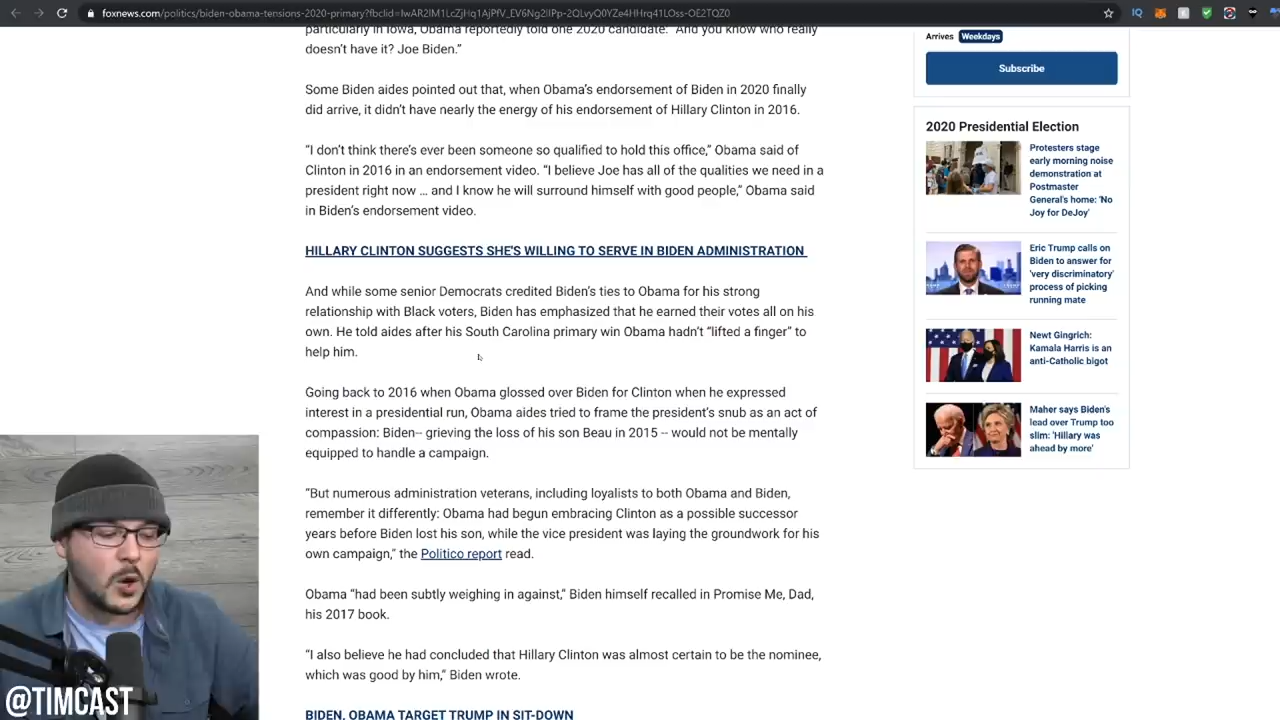 foxnews.com/politics/biden-obama-tensions-2020-primary?fbclid=IwAR2IM1LcZjHq1AjPfV_EV6Ng2IIPp-2QLvyQ0YZe4HHrq41LOss-OE2TQZ0
particularly in Iowa, Obama reportedly told one 2020 candidate. "And you know who really
doesn't have it? Joe Biden."
Some Biden aides pointed out that, when Obama's endorsement of Biden in 2020 finally
did arrive, it didn't have nearly the energy of his endorsement of Hillary Clinton in 2016.
"I don't think there's ever been someone so qualified to hold this office," Obama said of
Clinton in 2016 in an endorsement video. "I believe Joe has all of the qualities we need in a
president right now … and I know he will surround himself with good people," Obama said
in Biden's endorsement video.
HILLARY CLINTON SUGGESTS SHE'S WILLING TO SERVE IN BIDEN ADMINISTRATION
And while some senior Democrats credited Biden's ties to Obama for his strong
relationship with Black voters, Biden has emphasized that he earned their votes all on his
own. He told aides after his South Carolina primary win Obama hadn't "lifted a finger" to
help him.
Going back to 2016 when Obama glossed over Biden for Clinton when he expressed
interest in a presidential run, Obama aides tried to frame the president's snub as an act of
compassion: Biden-- grieving the loss of his son Beau in 2015 -- would not be mentally
equipped to handle a campaign.
"But numerous administration veterans, including loyalists to both Obama and Biden,
remember it differently: Obama had begun embracing Clinton as a possible successor
years before Biden lost his son, while the vice president was laying the groundwork for his
own campaign," the Politico report read.
Obama "had been subtly weighing in against," Biden himself recalled in Promise Me, Dad,
his 2017 book.
"I also believe he had concluded that Hillary Clinton was almost certain to be the nominee,
which was good by him," Biden wrote.
BIDEN, OBAMA TARGET TRUMP IN SIT-DOWN
Arrives Weekdays
Subscribe
2020 Presidential Election
Protesters stage
early morning noise
demonstration at
Postmaster
General's home: 'No
Joy for DeJoy'
Eric Trump calls on
Biden to answer for
'very discriminatory'
process of picking
running mate
Newt Gingrich:
Kamala Harris is an
anti-Catholic bigot
Maher says Biden's
lead over Trump too
slim: 'Hillary was
ahead by more'
@TIMCAST